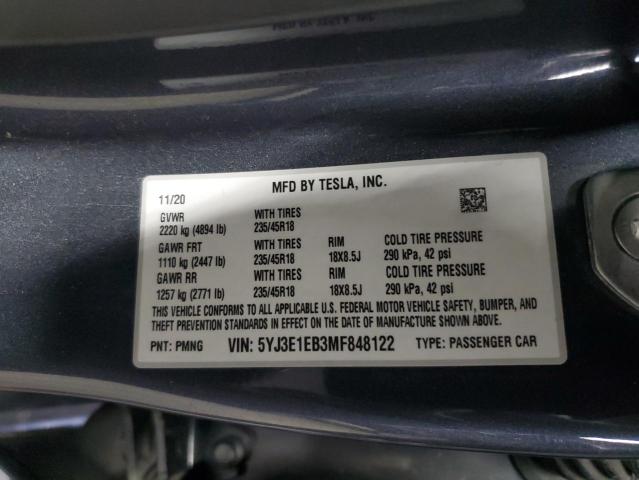 MFD BY TESLA, INC.
11/20
GVWR WITH TIRES
2220 kg (4894 lb) 235/45R18
GAWR FRT WITH TIRES RIM COLD TIRE PRESSURE
1110 kg (2447 lb) 235/45R18 18X8.5J 290 kPa, 42 psi
GAWR RR WITH TIRES RIM COLD TIRE PRESSURE
1257 kg (2771 lb) 235/45R18 18X8.5J 290 kPa, 42 psi
THIS VEHICLE CONFORMS TO ALL APPLICABLE U.S. FEDERAL MOTOR VEHICLE SAFETY, BUMPER, AND
THEFT PREVENTION STANDARDS IN EFFECT ON THE DATE OF MANUFACTURE SHOWN ABOVE.
PNT: PMNG VIN: 5YJ3E1EB3MF848122 TYPE: PASSENGER CAR